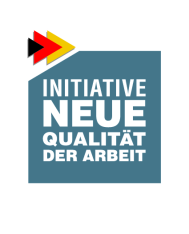 INITIATIVE
NEUE
QUALITÄT
DER ARBEIT